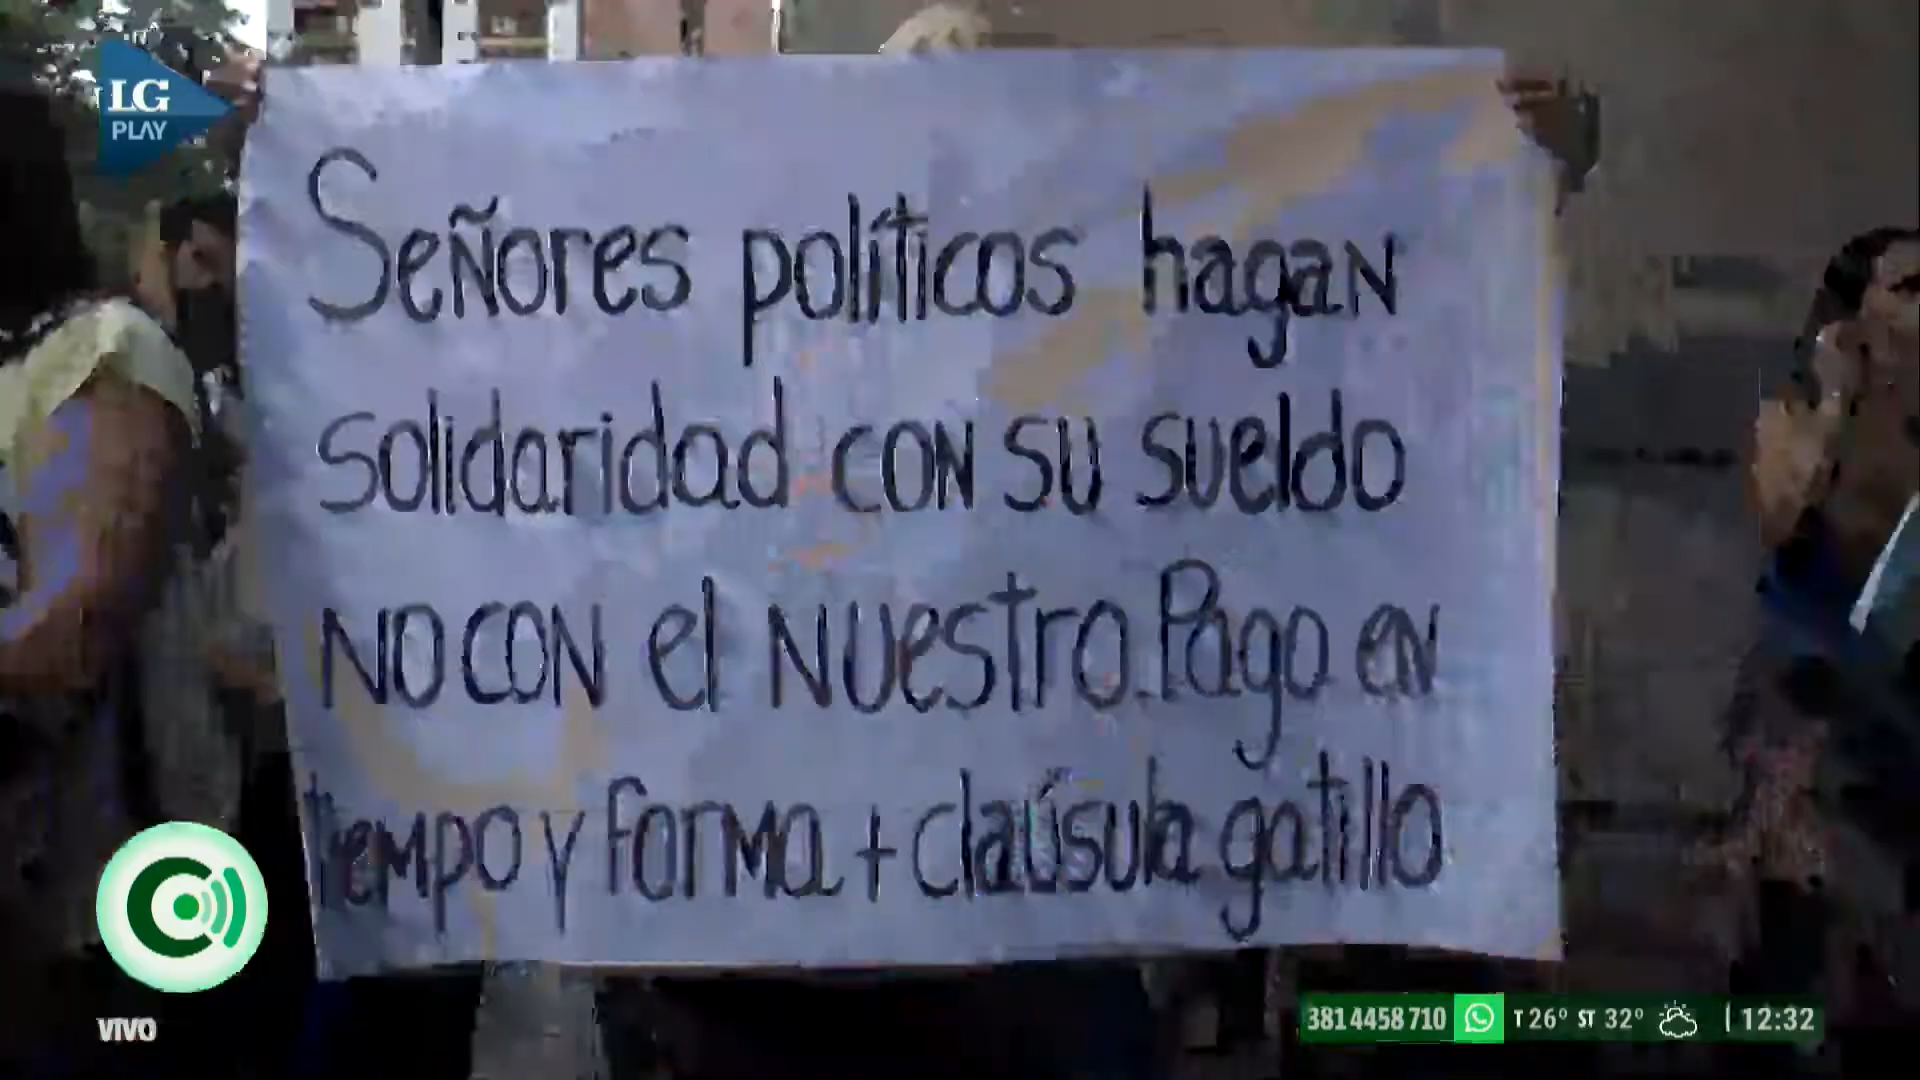 LG
PLAY
Señores políticos hagan
solidaridad con su sueldo
no con el nuestro. Pago en
tiempo y forma + claúsula gatillo
VIVO
381 4458 710 T 26° ST 32° | 12:32